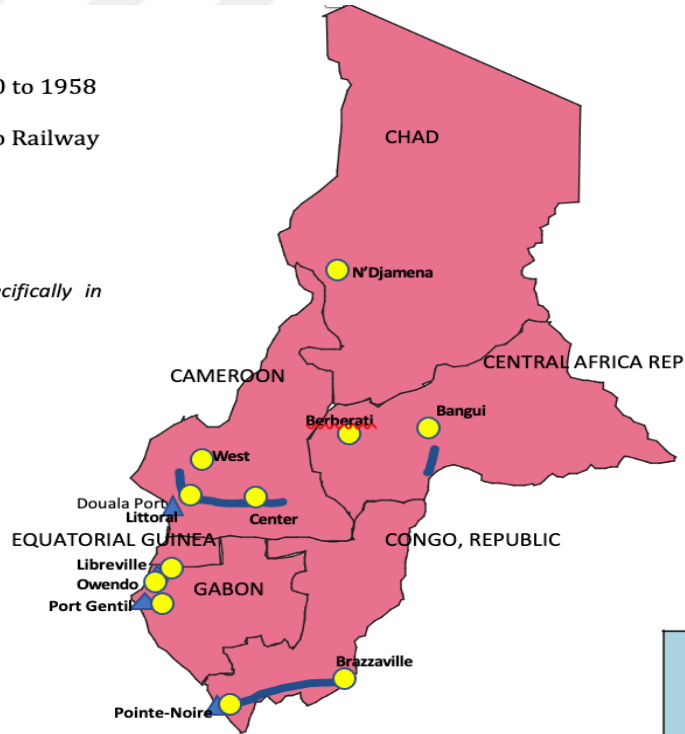 0 to 1958
o Railway
cifically in
CHAD
N'Djamena
CAMEROON
CENTRAL AFRICA REP
Berberati
Bangui
West
Douala Port
Littoral
Center
EQUATORIAL GUINEA
CONGO, REPUBLIC
Libreville
Owendo
GABON
Port Gentil
Brazzaville
Pointe-Noire